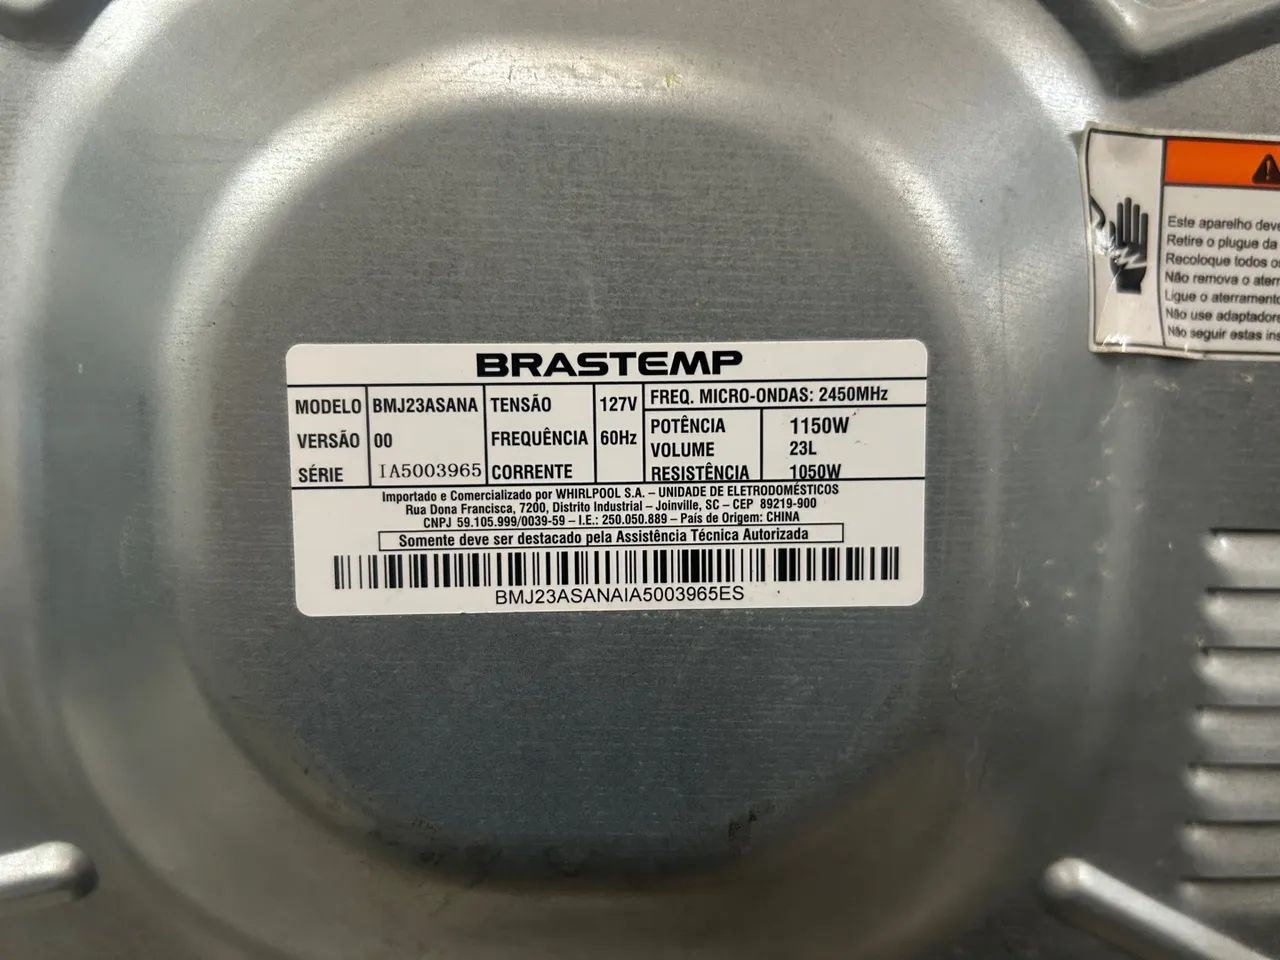 BRASTEMP
MODELO BMJ23ASANA TENSÃO 127V FREQ. MICRO-ONDAS: 2450MHz
VERSÃO 00 FREQUÊNCIA 60Hz POTÊNCIA 1150W
VOLUME 23L
SÉRIE IA5003965 CORRENTE RESISTÊNCIA 1050W
Importado e Comercializado por WHIRLPOOL S.A. – UNIDADE DE ELETRODOMÉSTICOS
Rua Dona Francisca, 7200, Distrito Industrial – Joinville, SC – CEP 89219-900
CNPJ 59.105.999/0039-59 – I.E.: 250.050.889 – País de Origem: CHINA
Somente deve ser destacado pela Assistência Técnica Autorizada
BMJ23ASANAIA5003965ES
Este aparelho deve
Retire o plugue da
Recoloque todos os
Não remova o
Ligue o aterramento
Não use adaptadore
Não seguir estas ins